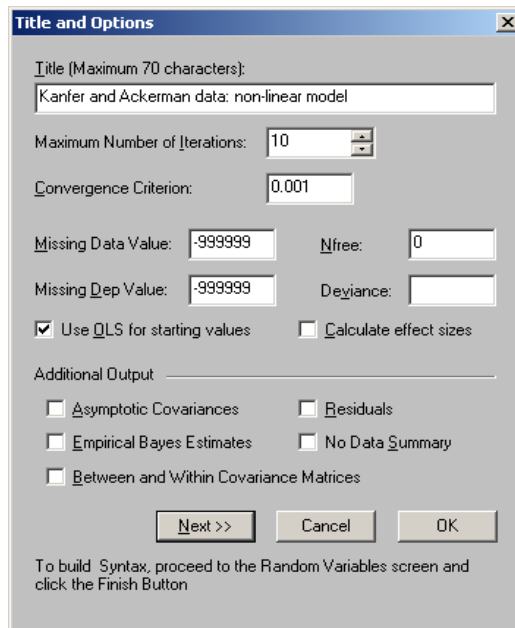 Title and Options
Title (Maximum 70 characters):
Kanfer and Ackerman data: non-linear model
Maximum Number of Iterations: 10
Convergence Criterion: 0.001
Missing Data Value: -999999 Nfree: 0
Missing Dep Value: -999999 Deviance:
Use OLS for starting values Calculate effect sizes
Additional Output
Asymptotic Covariances Residuals
Empirical Bayes Estimates No Data Summary
Between and Within Covariance Matrices
Next >> Cancel OK
To build Syntax, proceed to the Random Variables screen and
click the Finish Button